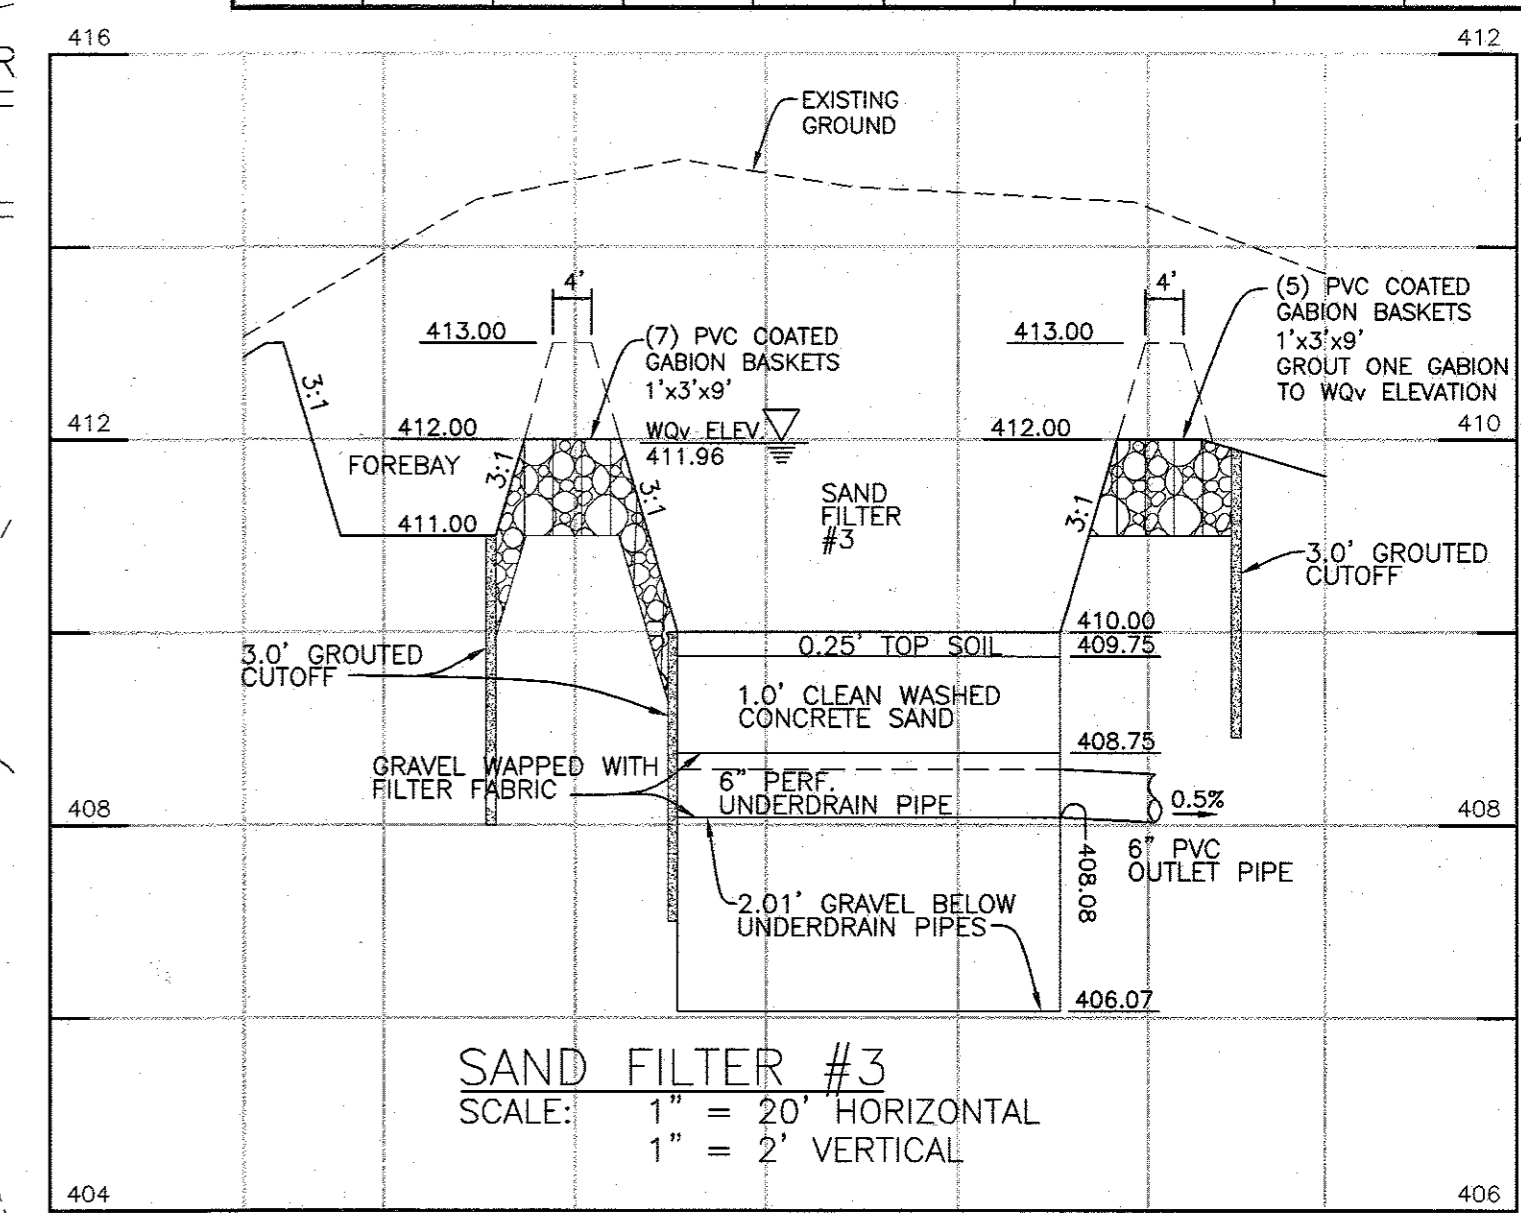 416
412
EXISTING
GROUND
4'
4'
413.00
413.00
(7) PVC COATED
GABION BASKETS
1'x3'x9'
(5) PVC COATED
GABION BASKETS
1'x3'x9'
GROUT ONE GABION
TO WQv ELEVATION
3:1
412
412.00
WQv ELEV.
411.96
412.00
410
FOREBAY
3:1
3:1
SAND
FILTER
#3
3:1
411.00
3.0' GROUTED
CUTOFF
410.00
0.25' TOP SOIL
409.75
3.0' GROUTED
CUTOFF
1.0' CLEAN WASHED
CONCRETE SAND
408.75
GRAVEL WAPPED WITH
FILTER FABRIC
6" PERF.
UNDERDRAIN PIPE
0.5%
408
408
408.08
6" PVC
OUTLET PIPE
2.01' GRAVEL BELOW
UNDERDRAIN PIPES
406.07
SAND FILTER #3
SCALE: 1" = 20' HORIZONTAL
1" = 2' VERTICAL
404
406